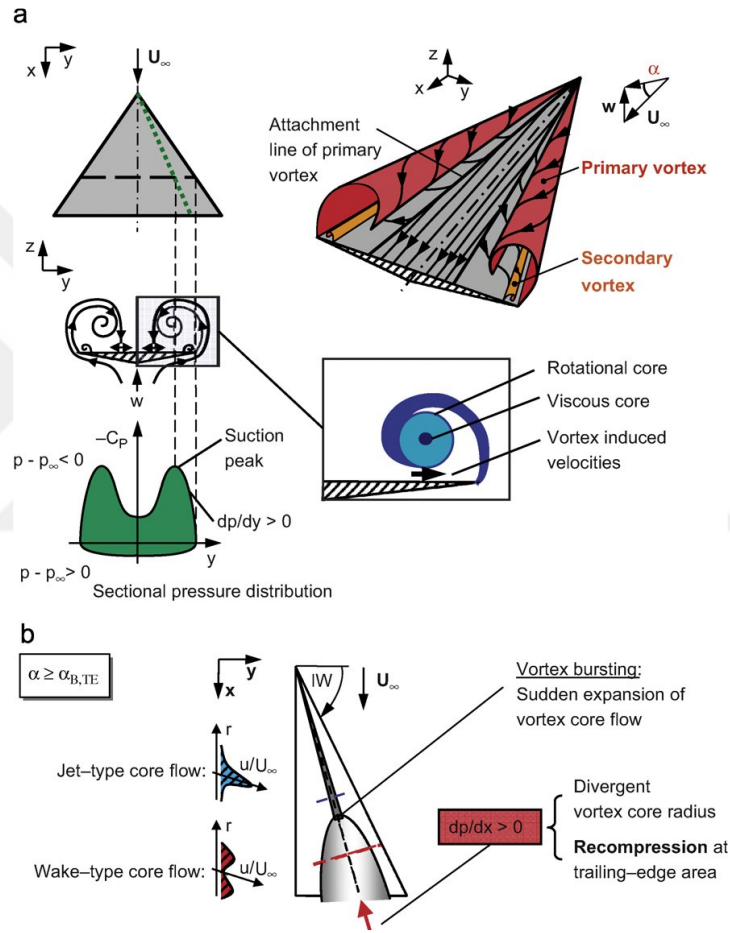 a
x
y
U∞
z
y
x
α
w
U∞
Attachment
line of primary
vortex
Primary vortex
Secondary
vortex
z
y
w
Rotational core
Viscous core
Vortex induced
velocities
–CP
Suction
peak
p - p∞ < 0
dp/dy > 0
y
p - p∞ > 0
Sectional pressure distribution
b
α ≥ αB,TE
y
x
IW
U∞
Vortex bursting:
Sudden expansion of
vortex core flow
r
Jet–type core flow:
u/U∞
r
Wake–type core flow:
u/U∞
dp/dx > 0
Divergent
vortex core radius
Recompression at
trailing–edge area